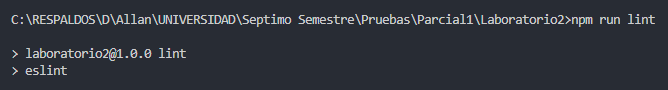 C:\RESPALDOS\D\Allan\UNIVERSIDAD\Septimo Semestre\Pruebas\Parcial1\Laboratorio2>npm run lint
> laboratorio2@1.0.0 lint
> eslint